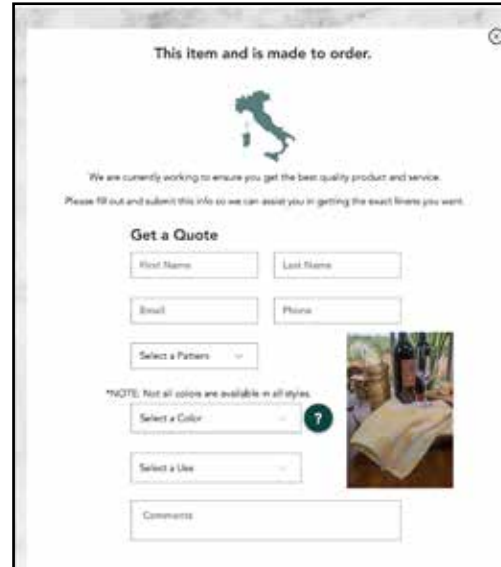 This item and is made to order.
We are currently working to ensure you get the best quality product and service.
Please fill out and submit this info so we can assist you in getting the exact linens you want.
Get a Quote
First Name
Last Name
Email
Phone
Select a Pattern
*NOTE: Not all colors are available in all styles.
Select a Color
?
Select a Use
Comments